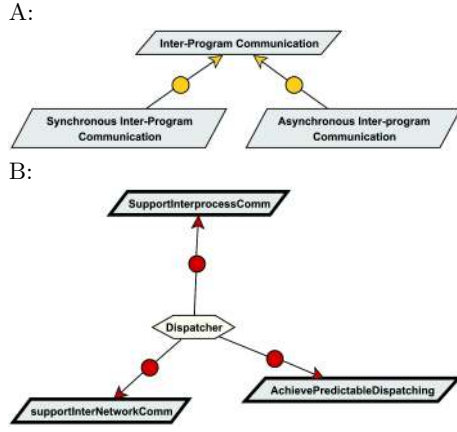 A:
Inter-Program Communication
Synchronous Inter-Program
Communication
Asynchronous Inter-program
Communication
B:
SupportInterprocessComm
Dispatcher
AchievePredictableDispatching
supportInterNetworkComm